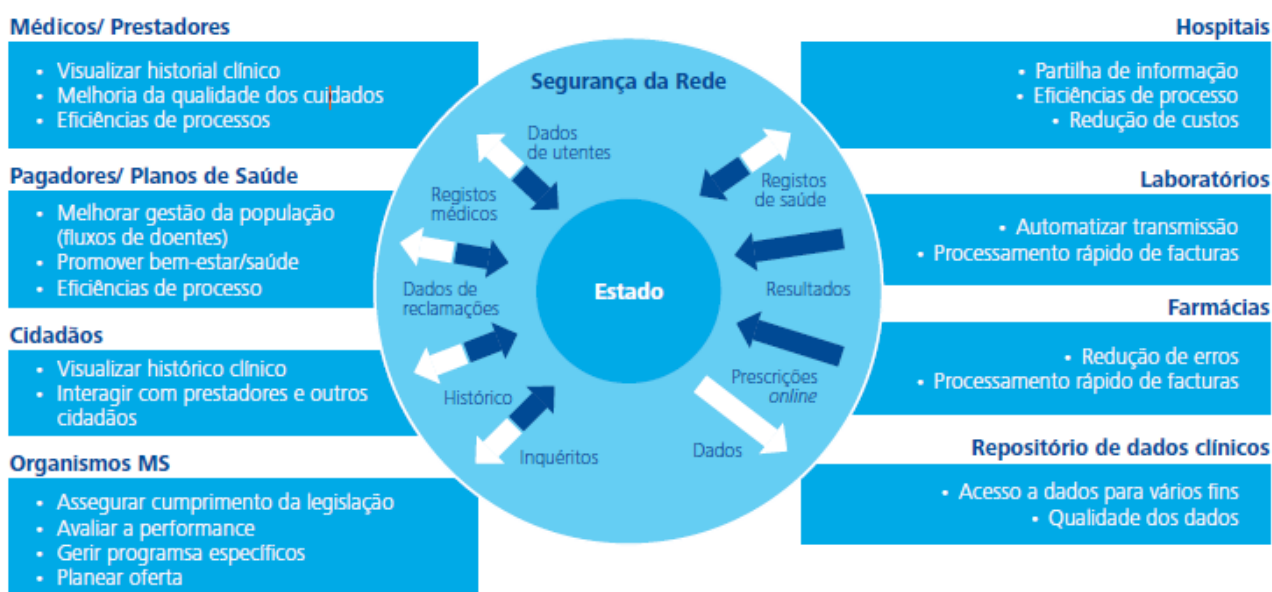 Médicos/ Prestadores
• Visualizar historial clínico
• Melhoria da qualidade dos cuidados
• Eficiências de processos
Pagadores/ Planos de Saúde
• Melhorar gestão da população
(fluxos de doentes)
• Promover bem-estar/saúde
• Eficiências de processo
Cidadãos
• Visualizar histórico clínico
• Interagir com prestadores e outros
cidadãos
Organismos MS
• Assegurar cumprimento da legislação
• Avaliar a performance
• Gerir programsa específicos
• Planear oferta
Segurança da Rede
Dados
de utentes
Registos
médicos
Dados de
reclamações
Histórico
Inquéritos
Estado
Registos
de saúde
Resultados
Prescrições
online
Dados
Hospitais
• Partilha de informação
• Eficiências de processo
• Redução de custos
Laboratórios
• Automatizar transmissão
• Processamento rápido de facturas
Farmácias
• Redução de erros
• Processamento rápido de facturas
Repositório de dados clínicos
• Acesso a dados para vários fins
• Qualidade dos dados